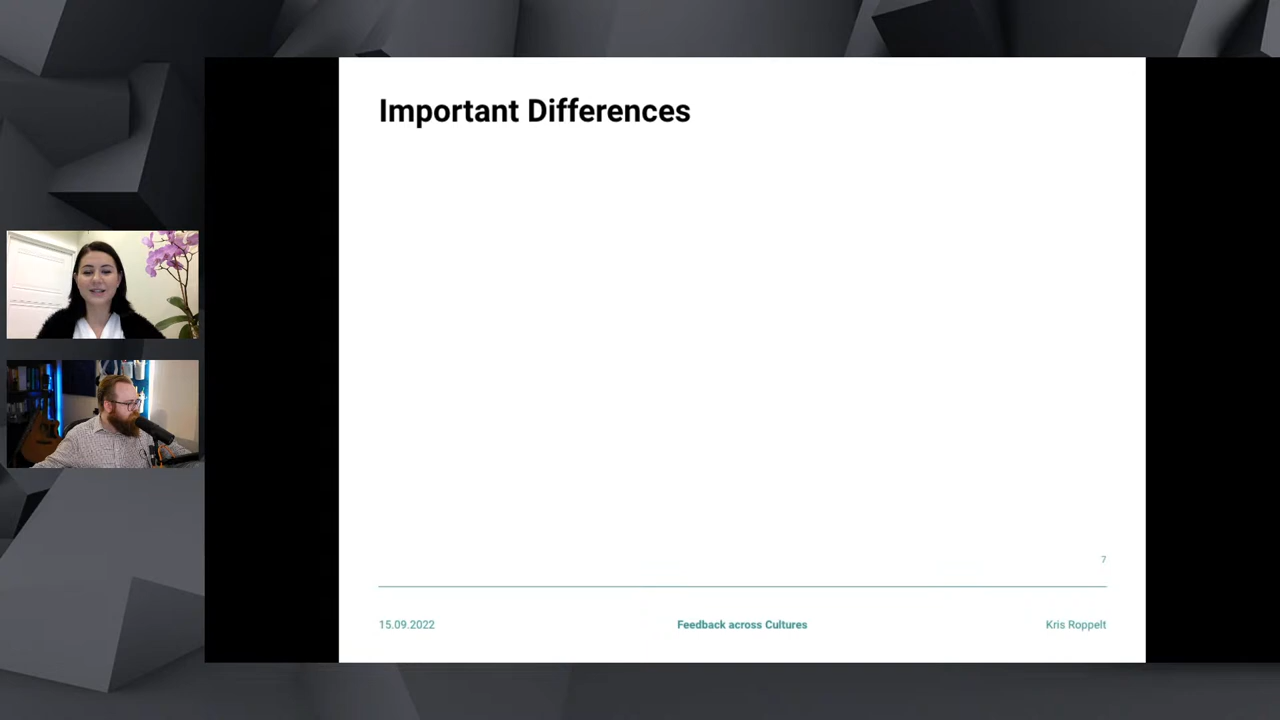 Important Differences
7
15.09.2022
Feedback across Cultures
Kris Roppelt